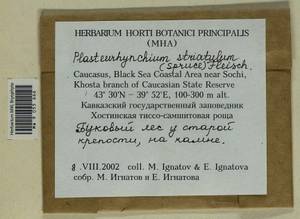 HERBARIUM HORTI BOTANICI PRINCIPALIS
(MHA)
Plasteurhynchium striatulum
(Spruce) Fleisch.
Caucasus, Black Sea Coastal Area near Sochi,
Khosta branch of Caucasian State Reserve
43° 30'N – 39° 52'E, 100-300 m alt.
Кавказский государственный заповедник
Хостинская тиссо-самшитовая роща
Буковый лес у старой
крепости, на камне.
8 .VIII.2002 coll. M. Ignatov & E. Ignatova
собр. М. Игнатов и Е. Игнатова